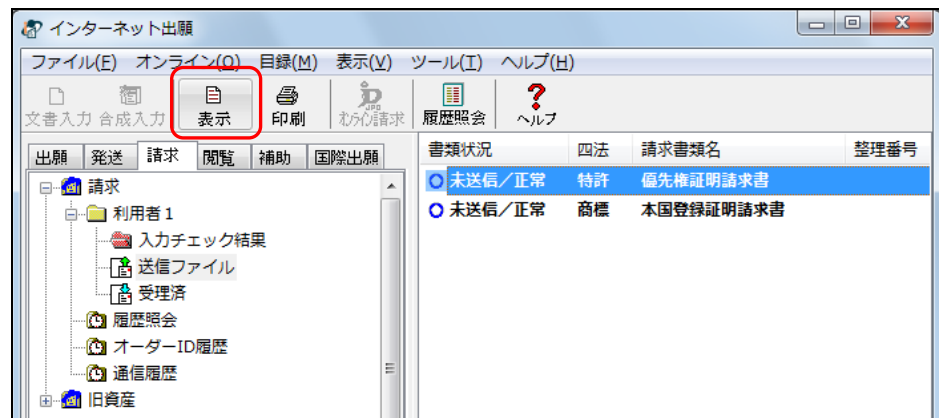 インターネット出願
ファイル(F) オンライン(O) 目録(M) 表示(V) ツール(T) ヘルプ(H)
文書入力 合成入力 表示 印刷 オンライン請求 履歴照会 ヘルプ
出願 発送 請求 閲覧 補助 国際出願
書類状況 四法 請求書類名 整理番号
請求
未送信/正常 特許 優先権証明請求書
利用者1
未送信/正常 商標 本国登録証明請求書
入力チェック結果
送信ファイル
受理済
履歴照会
オーダーID履歴
通信履歴
旧資産